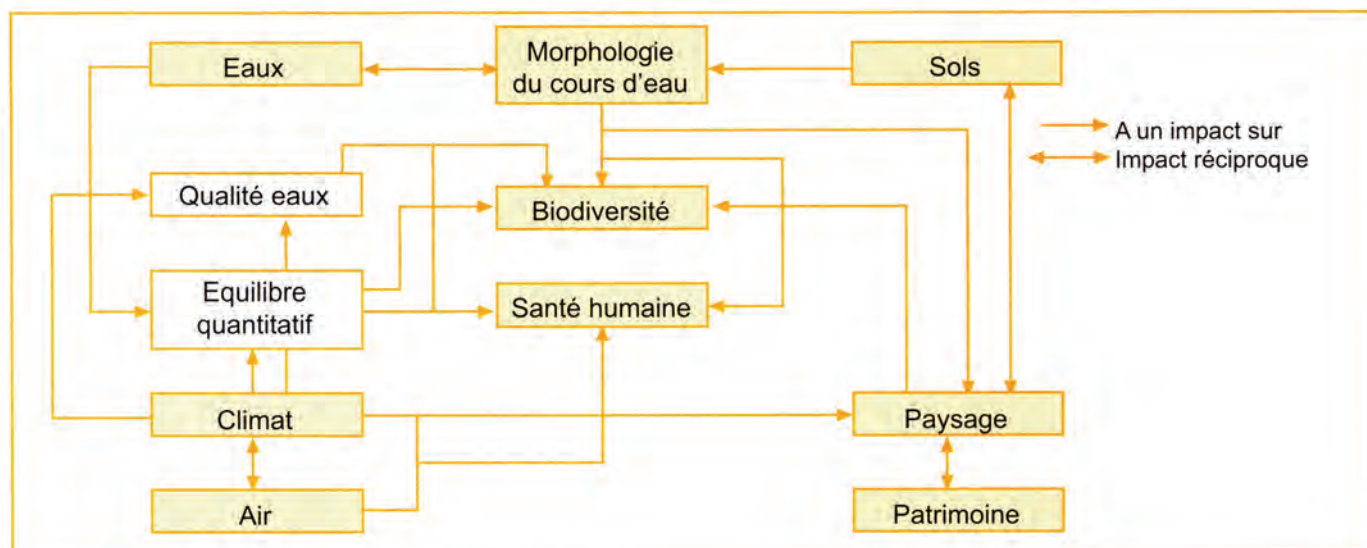 Eaux
Morphologie
du cours d'eau
Sols
A un impact sur
Impact réciproque
Qualité eaux
Biodiversité
Equilibre
quantitatif
Santé humaine
Climat
Paysage
Air
Patrimoine